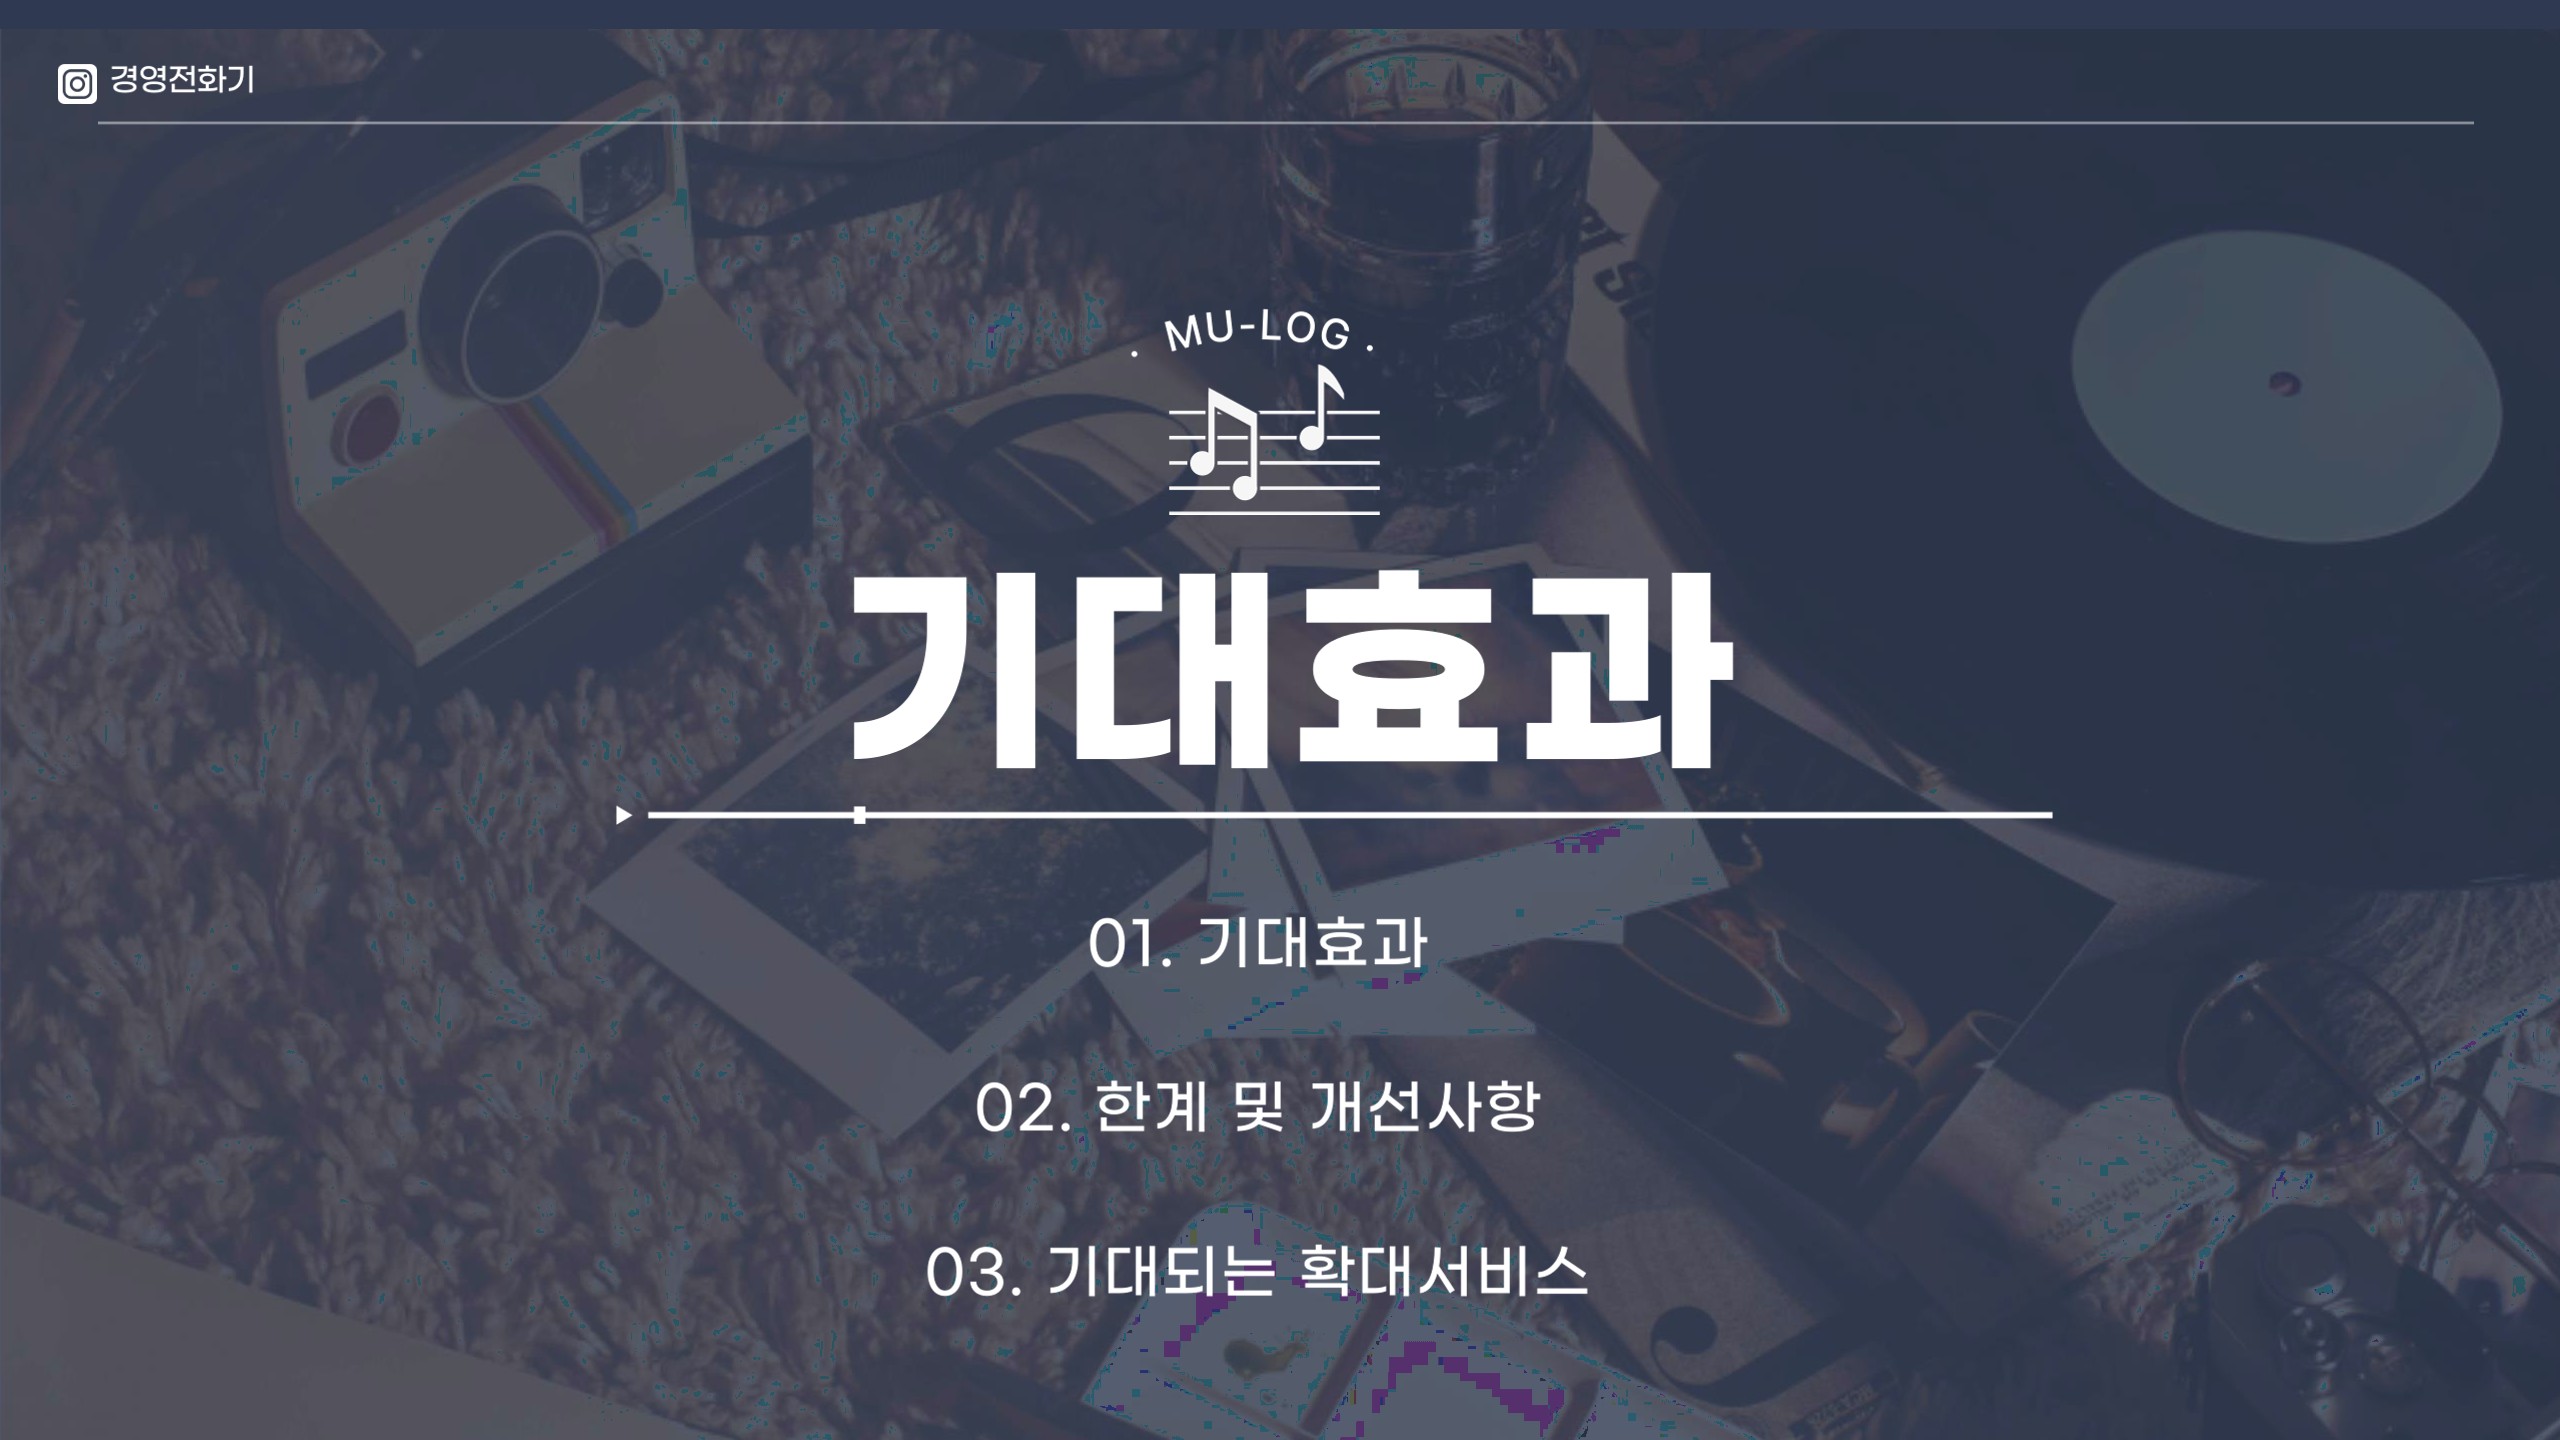 경영전화기
. MU-LOG .
기대효과
01. 기대효과
02. 한계 및 개선사항
03. 기대되는 확대서비스